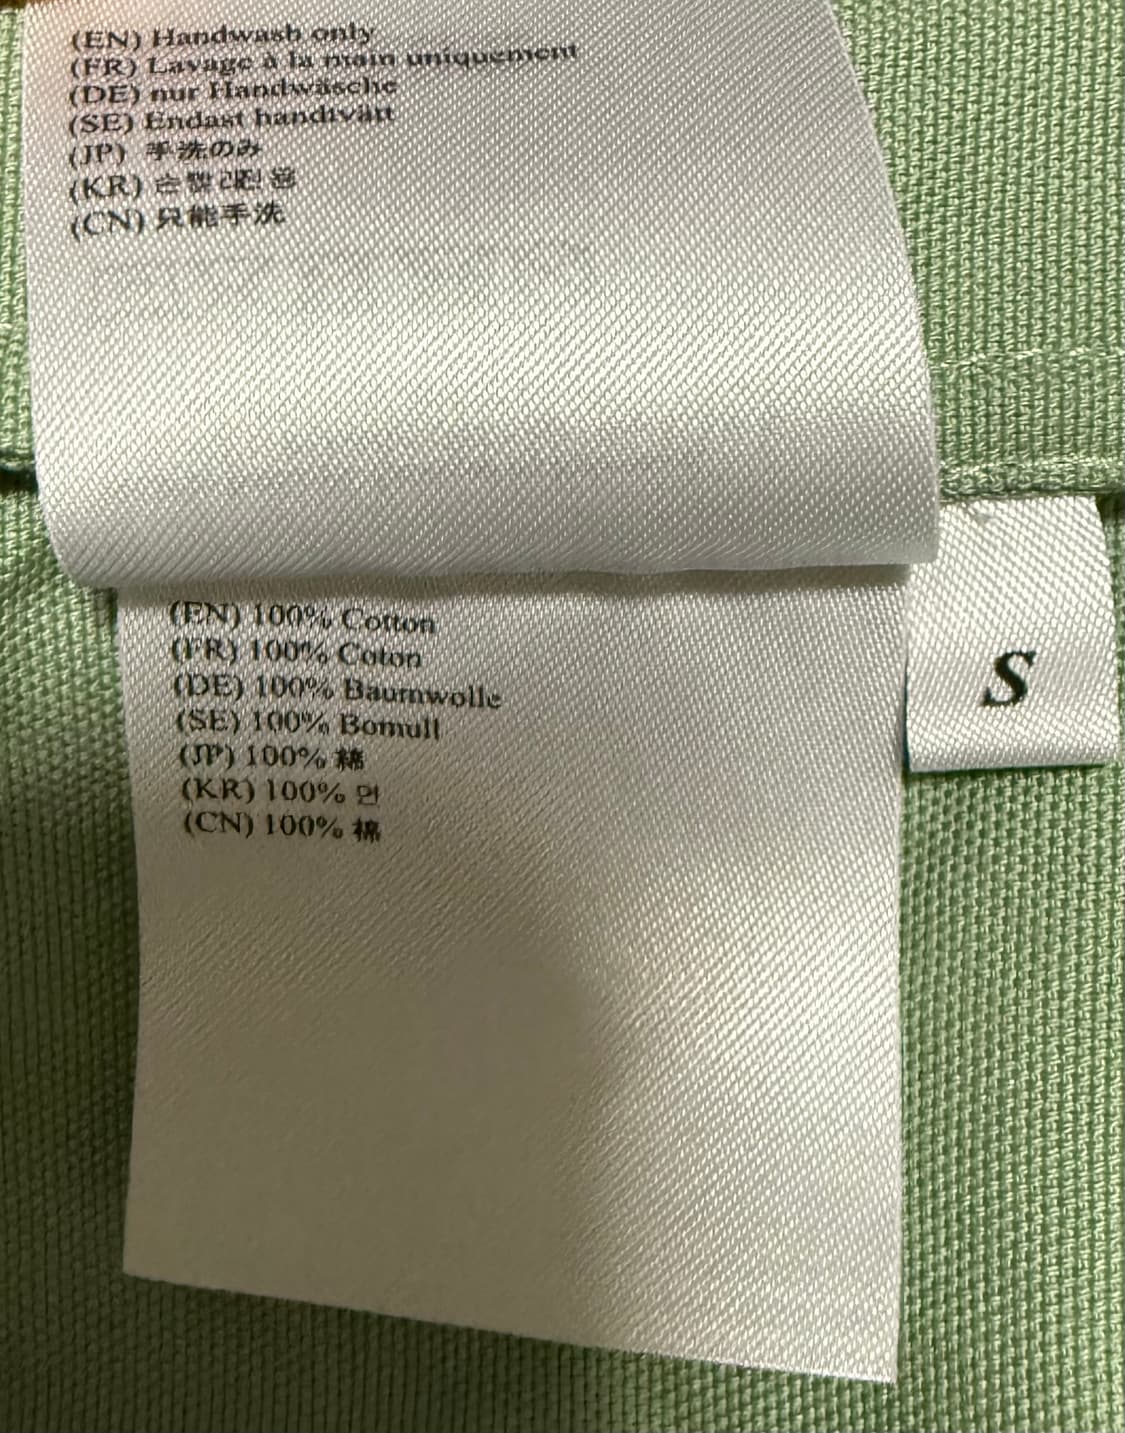 (EN) Handwash only
(FR) Lavage à la main uniquement
(DE) nur Handwäsche
(SE) Endast handtvätt
(JP) 手洗のみ
(KR)
(CN) 只能手洗
(EN) 100% Cotton
(FR) 100% Coton
(DE) 100% Baumwolle
(SE) 100% Bomull
(JP) 100% 綿
(KR) 100% 면
(CN) 100% 棉
S